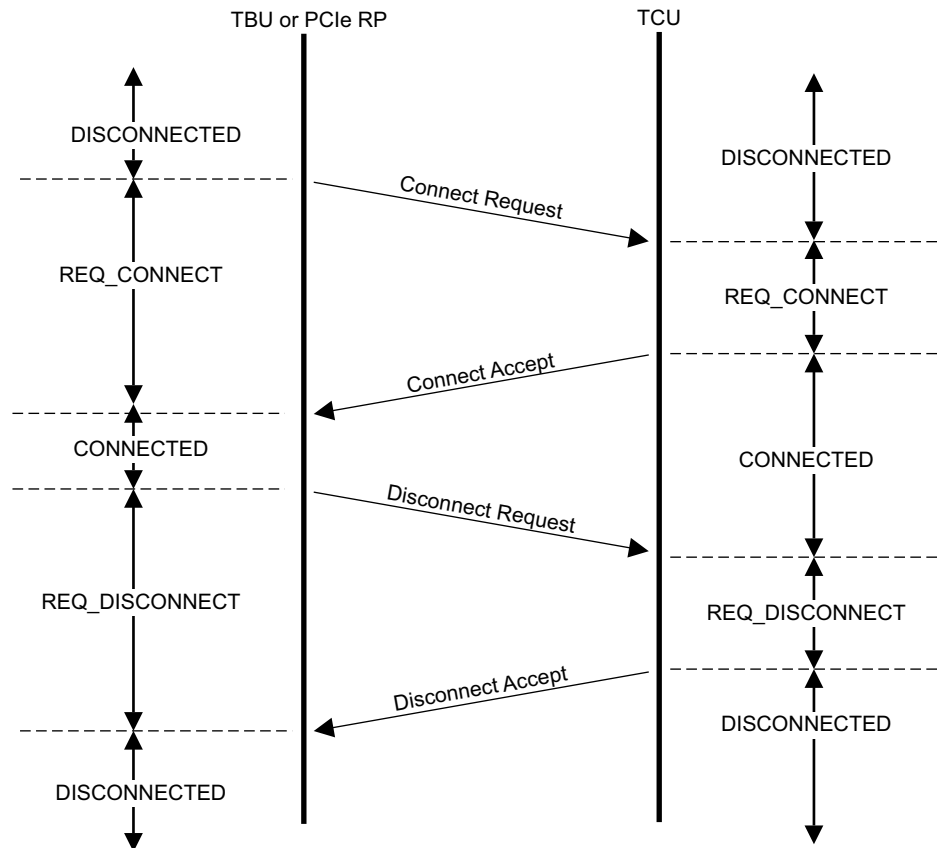 TBU or PCIe RP
TCU
DISCONNECTED
DISCONNECTED
Connect Request
REQ_CONNECT
REQ_CONNECT
Connect Accept
CONNECTED
CONNECTED
Disconnect Request
REQ_DISCONNECT
REQ_DISCONNECT
Disconnect Accept
DISCONNECTED
DISCONNECTED